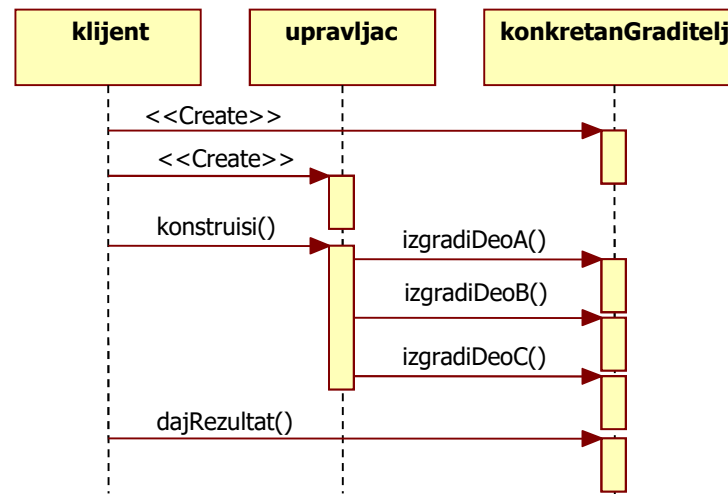 klijent
upravljac
konkretanGraditelj
<<Create>>
<<Create>>
konstruisi()
izgradiDeoA()
izgradiDeoB()
izgradiDeoC()
dajRezultat()